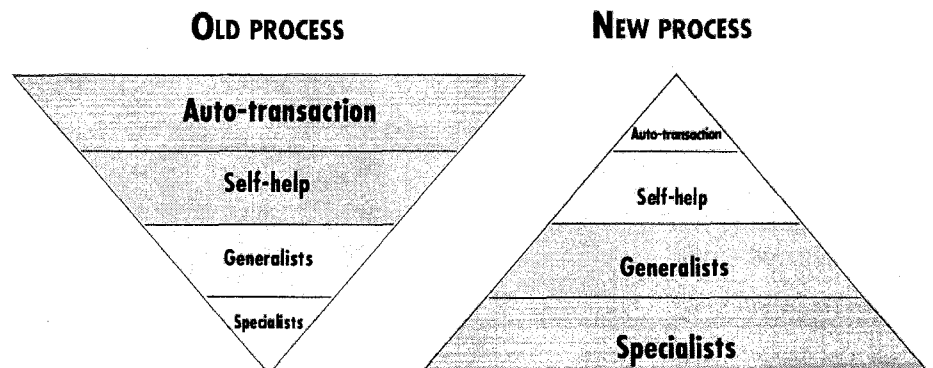 OLD PROCESS
Auto-transaction
Self-help
Generalists
Specialists
NEW PROCESS
Auto-transaction
Self-help
Generalists
Specialists